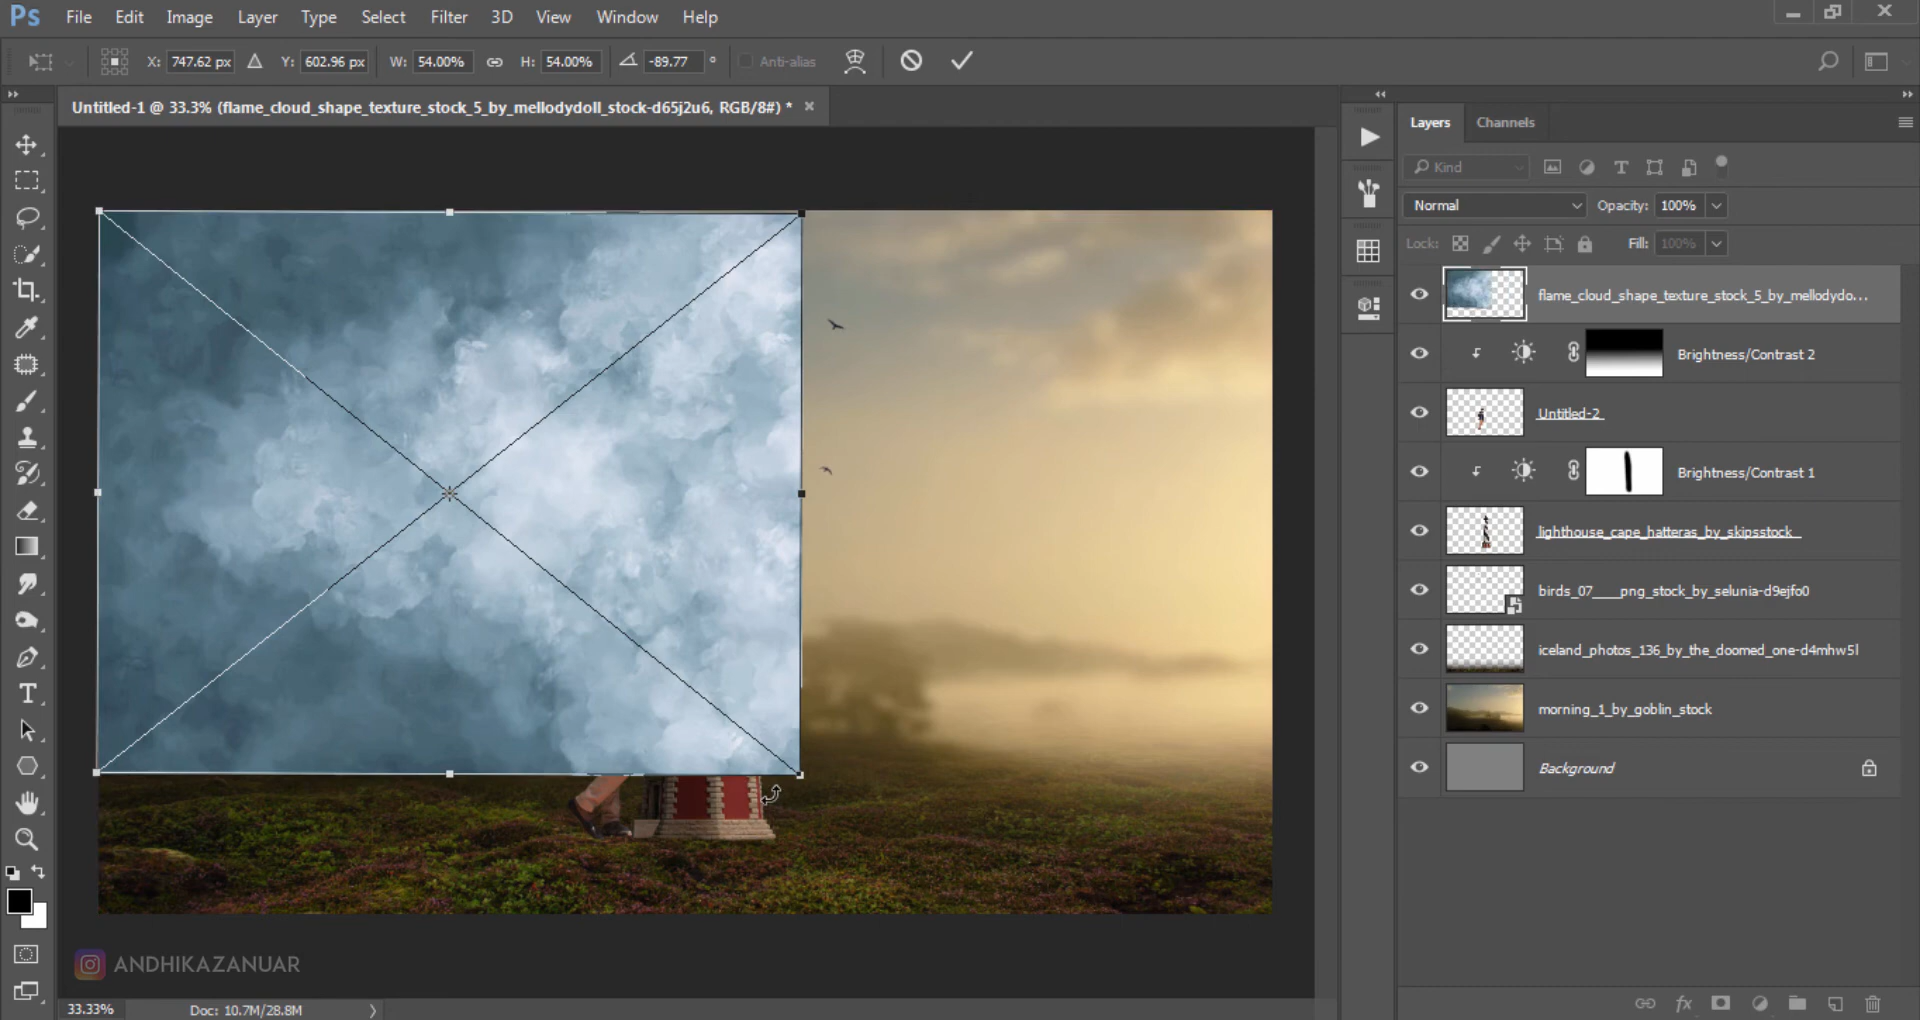 Ps File Edit Image Layer Type Select Filter 3D View Window Help
X: 747.62 px Y: 602.96 px W: 54.00% H: 54.00% -89.77 ° Anti-alias
Untitled-1 @ 33.3% (flame_cloud_shape_texture_stock_5_by_mellodydoll_stock-d65j2u6, RGB/8#) *
Layers Channels
Kind
Normal Opacity: 100%
Lock: Fill: 100%
flame_cloud_shape_texture_stock_5_by_mellodydo...
Brightness/Contrast 2
Untitled-2
Brightness/Contrast 1
lighthouse_cape_hatteras_by_skipsstock
birds_07___png_stock_by_selunia-d9ejfo0
iceland_photos_136_by_the_doomed_one-d4mhw5l
morning_1_by_goblin_stock
Background
ANDHIKAZANUAR
33.33% Doc: 10.7M/28.8M
fx